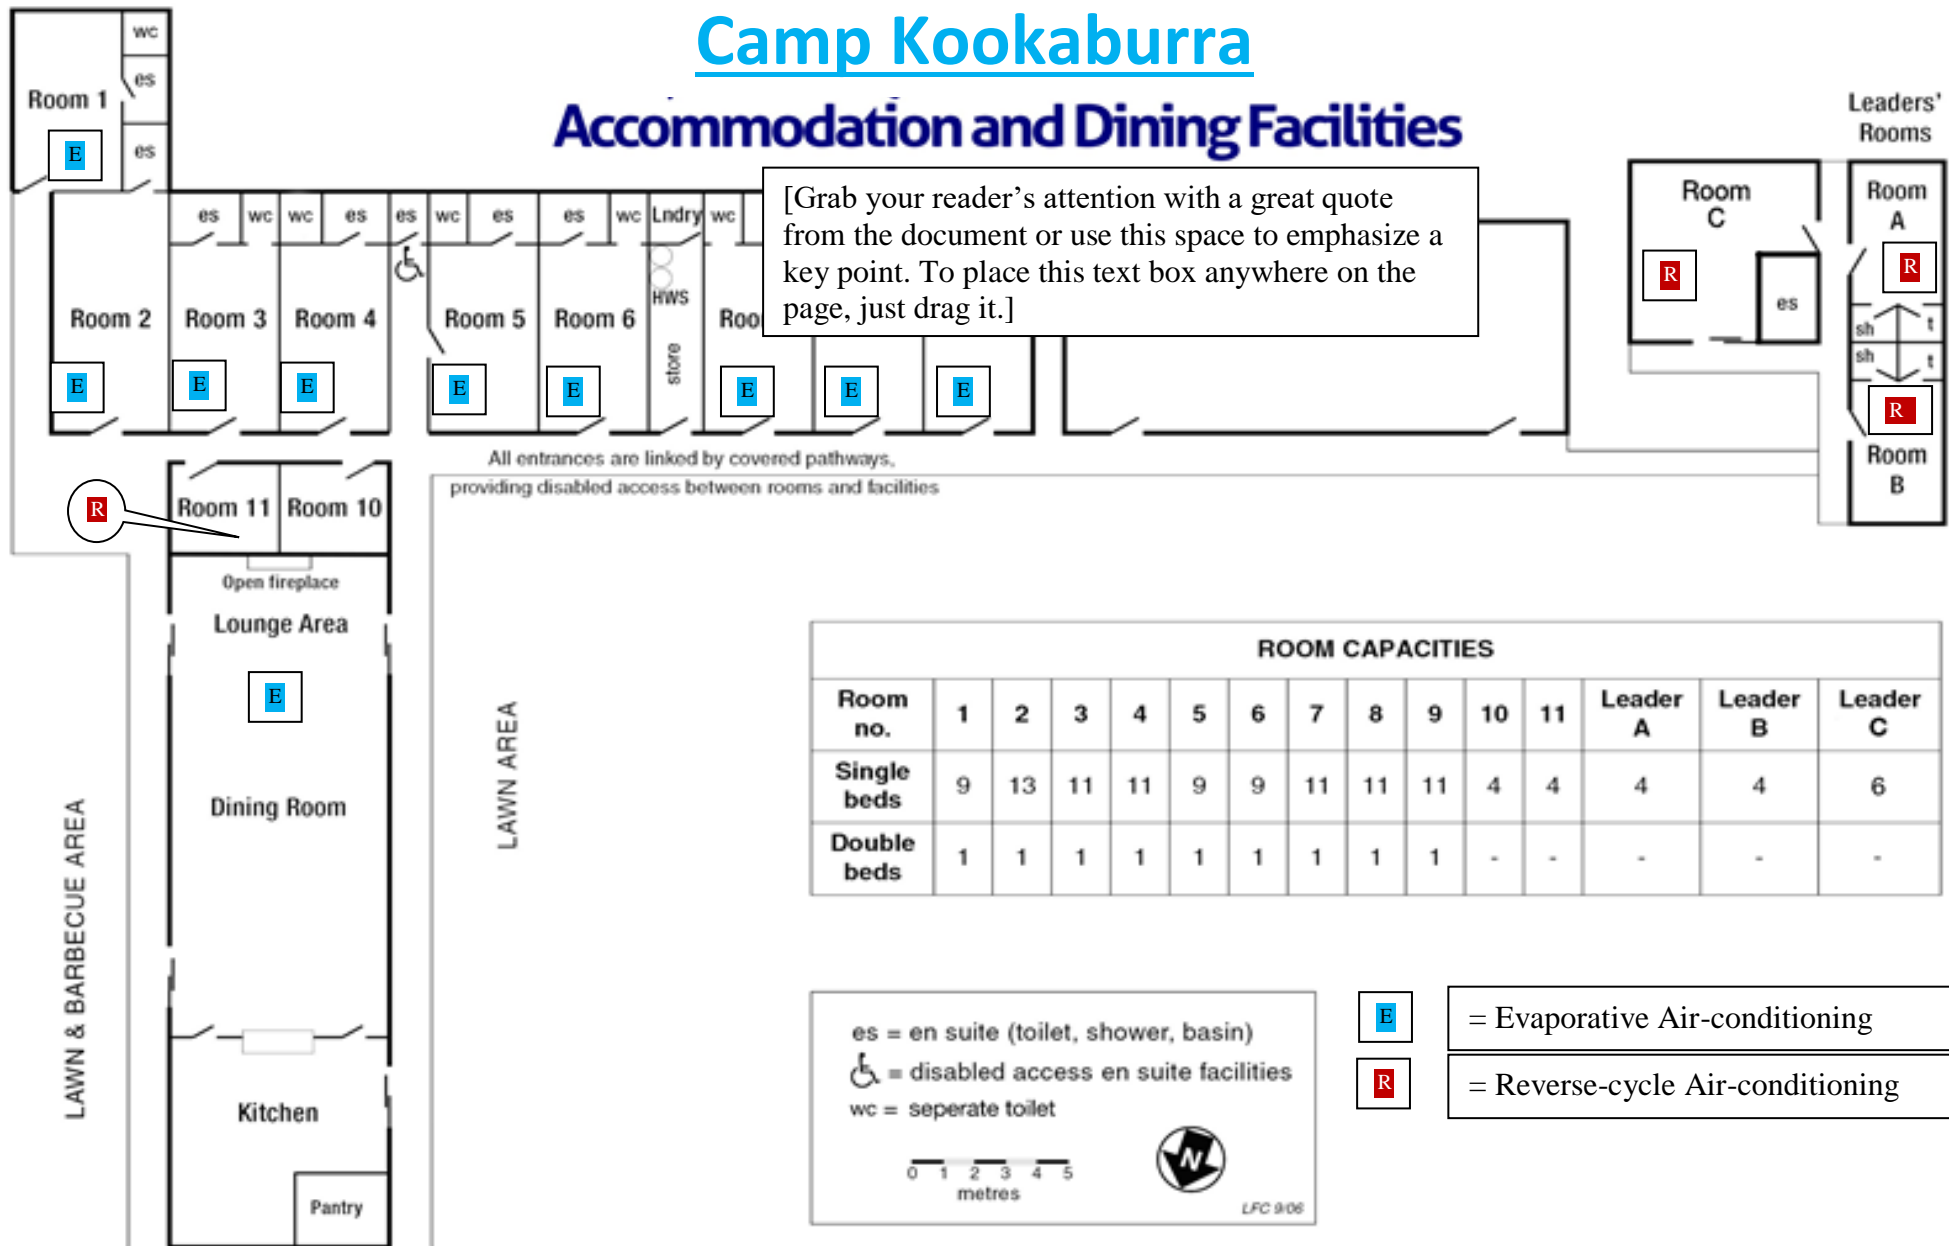 Camp Kookaburra
Accommodation and Dining Facilities
[Grab your reader's attention with a great quote
from the document or use this space to emphasize a
key point. To place this text box anywhere on the
page, just drag it.]
Leaders'
Rooms
wc
es
Room 1
E
es
es wc wc es es wc es es wc Lndry wc
HWS
store
Room 2
Room 3
Room 4
Room 5
Room 6
E E E E E E E E
Room
C
R
es
Room
A
R
sh t
sh t
R
Room
B
All entrances are linked by covered pathways,
providing disabled access between rooms and facilities
R
Room 11 Room 10
Open fireplace
Lounge Area
E
Dining Room
Kitchen
Pantry
LAWN & BARBECUE AREA
LAWN AREA
ROOM CAPACITIES
Room no. 1 2 3 4 5 6 7 8 9 10 11 Leader A Leader B Leader C
Single beds 9 13 11 11 9 9 11 11 11 4 4 4 4 6
Double beds 1 1 1 1 1 1 1 1 1 - - - - -
es = en suite (toilet, shower, basin)
= disabled access en suite facilities
wc = seperate toilet
0 1 2 3 4 5
metres
N
LFC 9/06
E = Evaporative Air-conditioning
R = Reverse-cycle Air-conditioning